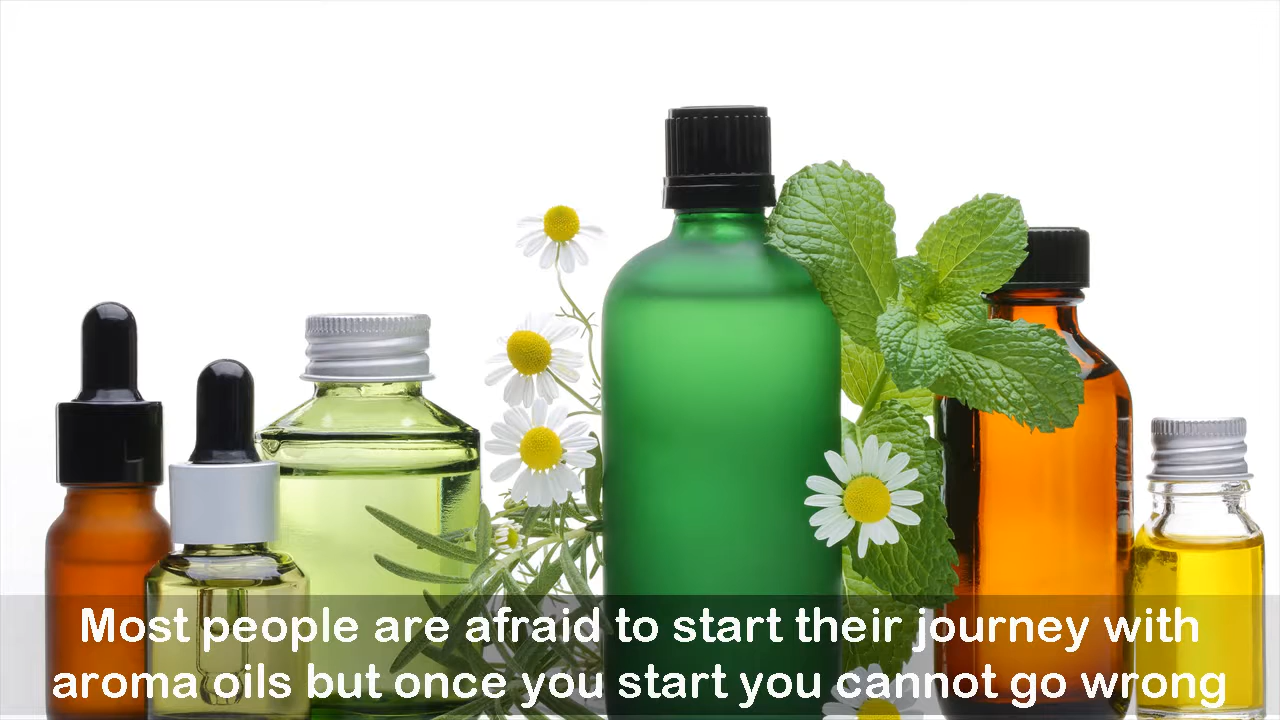 Most people are afraid to start their journey with
aroma oils but once you start you cannot go wrong